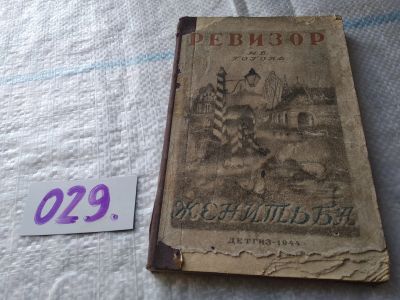 РЕВИЗОР
Н.В.
ГОГОЛЬ
ЖЕНИТЬБА
ДЕТГИЗ-1944
029.